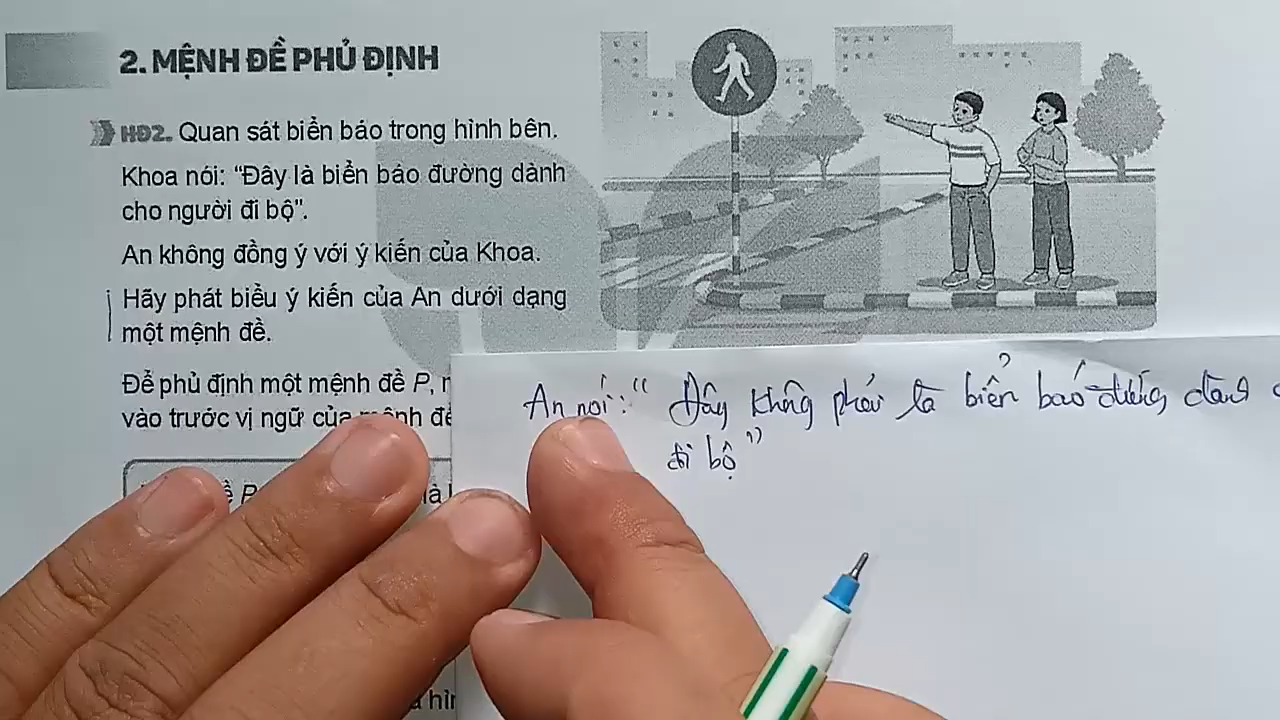 2. MỆNH ĐỀ PHỦ ĐỊNH
HĐ2. Quan sát biển báo trong hình bên.
Khoa nói: “Đây là biển báo đường dành
cho người đi bộ”.
An không đồng ý với ý kiến của Khoa.
Hãy phát biểu ý kiến của An dưới dạng
một mệnh đề.
Để phủ định một mệnh đề P,
vào trước vị ngữ của mệnh đề
An nói: “ Đây không phải là biển báo đường dành
đi bộ”
P
là